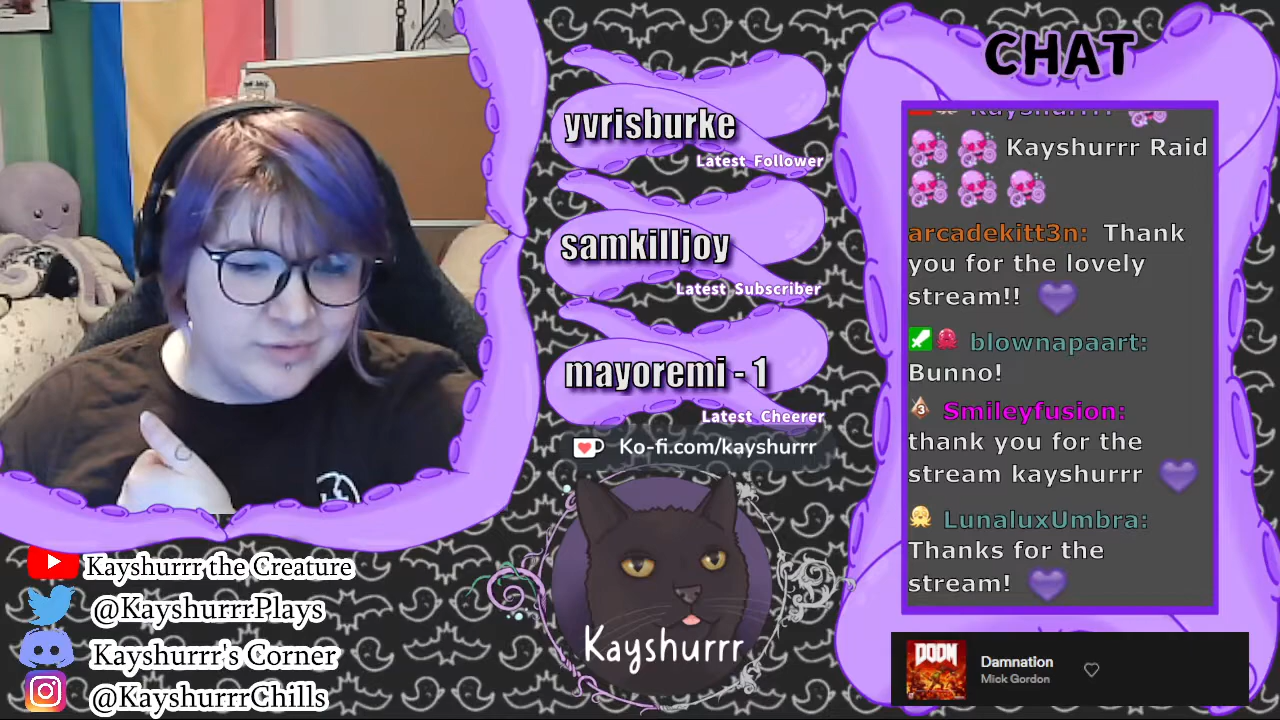 yvrisburke
Latest Follower
samkilljoy
Latest Subscriber
mayoremi - 1
Latest Cheerer
Ko-fi.com/kayshurrr
Kayshurrr
Kayshurrr the Creature
@KayshurrrPlays
Kayshurrr's Corner
@KayshurrrChills
CHAT
Kayshurrr Raid
arcadekitt3n: Thank
you for the lovely
stream!!
blownapaart:
Bunno!
3 Smileyfusion:
thank you for the
stream kayshurrr
LunaluxUmbra:
Thanks for the
stream!
DOOM
Damnation
Mick Gordon